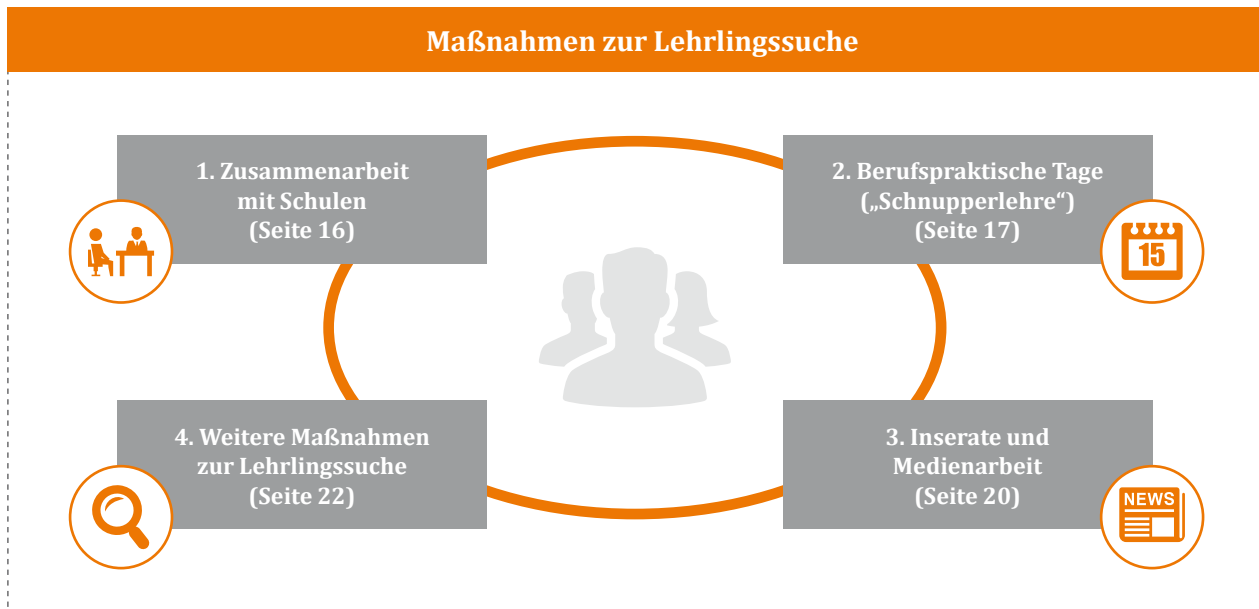 Maßnahmen zur Lehrlingssuche
1. Zusammenarbeit
mit Schulen
(Seite 16)
2. Berufspraktische Tage
(„Schnupperlehre“)
(Seite 17)
15
4. Weitere Maßnahmen
zur Lehrlingssuche
(Seite 22)
3. Inserate und
Medienarbeit
(Seite 20)
NEWS